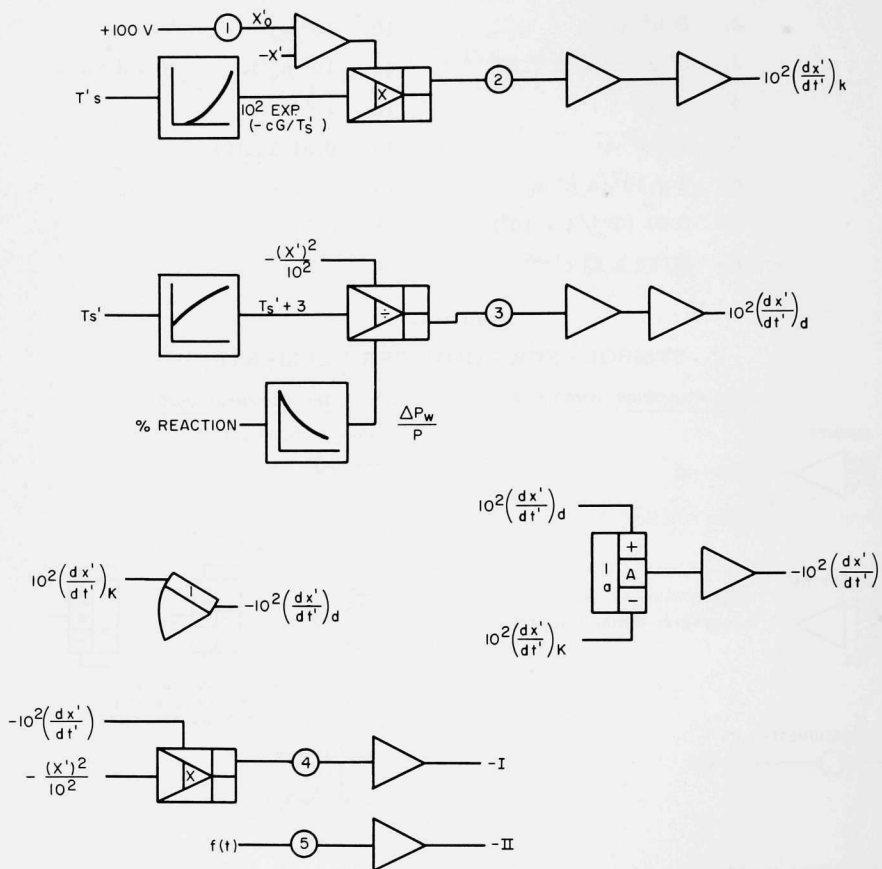 +100 V
1
X'₀
-X'
T's
10² EXP.
(-cG/Ts')
X
2
10²(dx'/dt')k
-(X')²/10²
Ts'
Ts' + 3
÷
3
10²(dx'/dt')d
% REACTION
ΔPw/P
10²(dx'/dt')d
10²(dx'/dt')K
1
-10²(dx'/dt')d
1
a
+
A
-
-10²(dx'/dt')
10²(dx'/dt')K
-10²(dx'/dt')
-(X')²/10²
X
4
-I
f(t)
5
-II